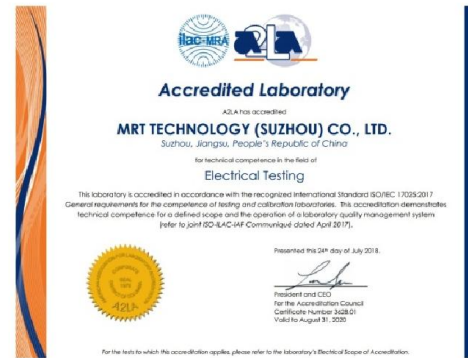 ilac-MRA
A2LA
Accredited Laboratory
A2LA has accredited
MRT TECHNOLOGY (SUZHOU) CO., LTD.
Suzhou, Jiangsu, People's Republic of China
for technical competence in the field of
Electrical Testing
This laboratory is accredited in accordance with the recognized International Standard ISO/IEC 17025:2017
General requirements for the competence of testing and calibration laboratories. This accreditation demonstrates
technical competence for a defined scope and the operation of a laboratory quality management system
(refer to joint ISO-ILAC-IAF Communiqué dated April 2017).
Presented this 24th day of July 2018.
President and CEO
For the Accreditation Council
Certificate Number 3628.01
Valid to August 31, 2020
CORPORATE
SEAL
1978
A2LA
For the tests to which this accreditation applies, please refer to the laboratory's Electrical Scope of Accreditation.